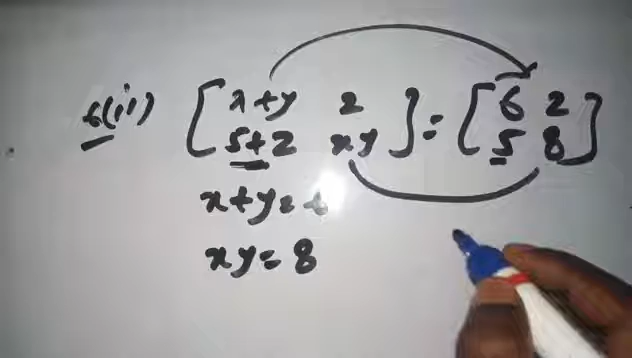 6(ii) [x+y 2] = [6 2]
[5+z xy] [5 8]
x+y=6
xy=8